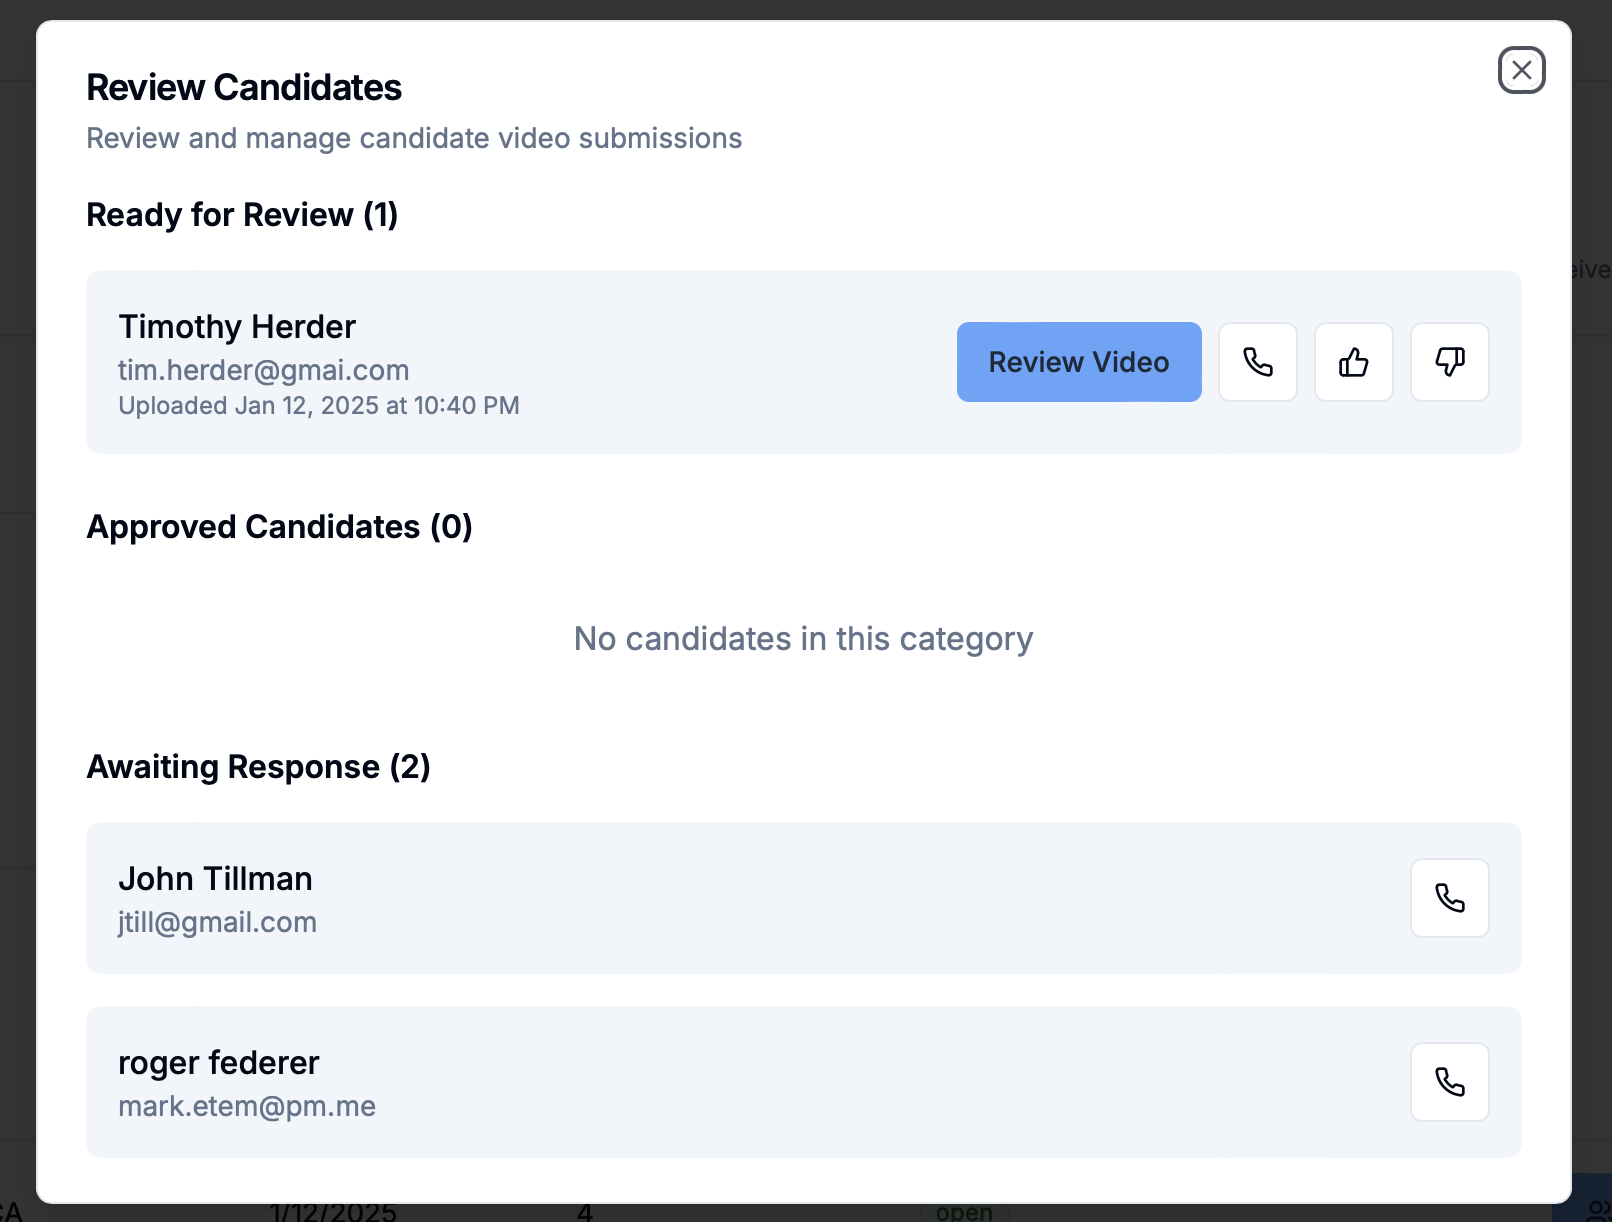 Review Candidates
Review and manage candidate video submissions
Ready for Review (1)
eive
Timothy Herder
tim.herder@gmai.com
Uploaded Jan 12, 2025 at 10:40 PM
Review Video
Approved Candidates (0)
No candidates in this category
Awaiting Response (2)
John Tillman
jtill@gmail.com
roger federer
mark.etem@pm.me
CA 1/12/2025 4 open